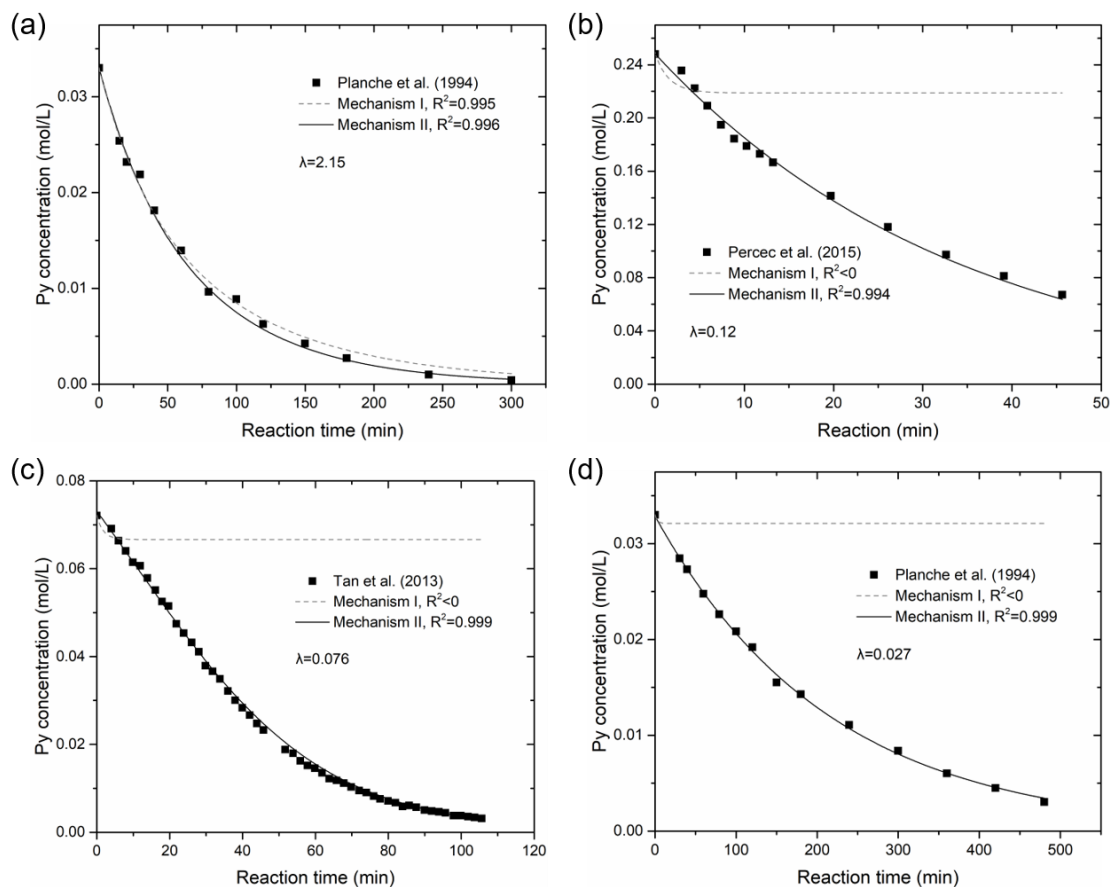 (a)
Py concentration (mol/L)
0.03
0.02
0.01
0.00
Planche et al. (1994)
Mechanism I, R²=0.995
Mechanism II, R²=0.996
λ=2.15
0 50 100 150 200 250 300
Reaction time (min)
(b)
Py concentration (mol/L)
0.24
0.20
0.16
0.12
0.08
0.04
0.00
Percec et al. (2015)
Mechanism I, R²<0
Mechanism II, R²=0.994
λ=0.12
0 10 20 30 40 50
Reaction (min)
(c)
Py concentration (mol/L)
0.08
0.06
0.04
0.02
0.00
Tan et al. (2013)
Mechanism I, R²<0
Mechanism II, R²=0.999
λ=0.076
0 20 40 60 80 100 120
Reaction time (min)
(d)
Py concentration (mol/L)
0.03
0.02
0.01
0.00
Planche et al. (1994)
Mechanism I, R²<0
Mechanism II, R²=0.999
λ=0.027
0 100 200 300 400 500
Reaction time (min)